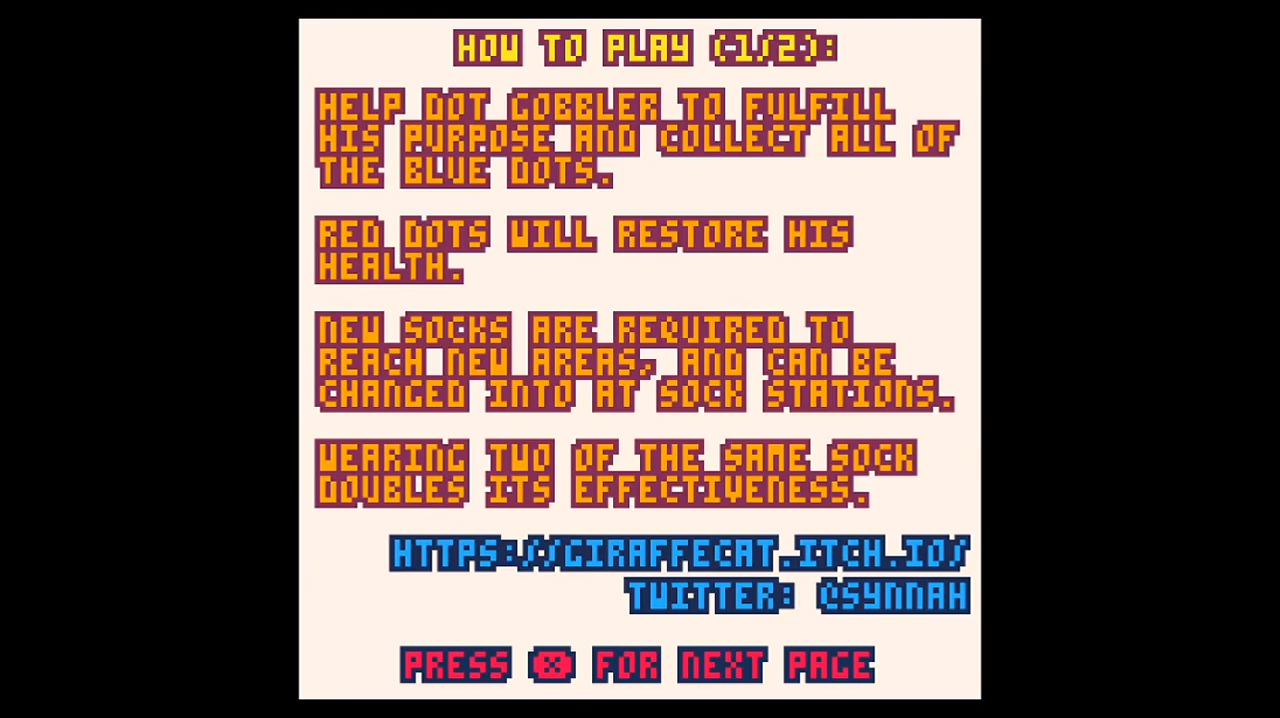 HOW TO PLAY (1/2):
HELP DOT GOBBLER TO FULFILL
HIS PURPOSE AND COLLECT ALL OF
THE BLUE DOTS.
RED DOTS WILL RESTORE HIS
HEALTH.
NEW SOCKS ARE REQUIRED TO
REACH NEW AREAS, AND CAN BE
CHANGED INTO AT SOCK STATIONS.
WEARING TWO OF THE SAME SOCK
DOUBLES ITS EFFECTIVENESS.
HTTPS://GIRAFFECAT.ITCH.IO/
TWITTER: @SYNNAH
PRESS ❎ FOR NEXT PAGE